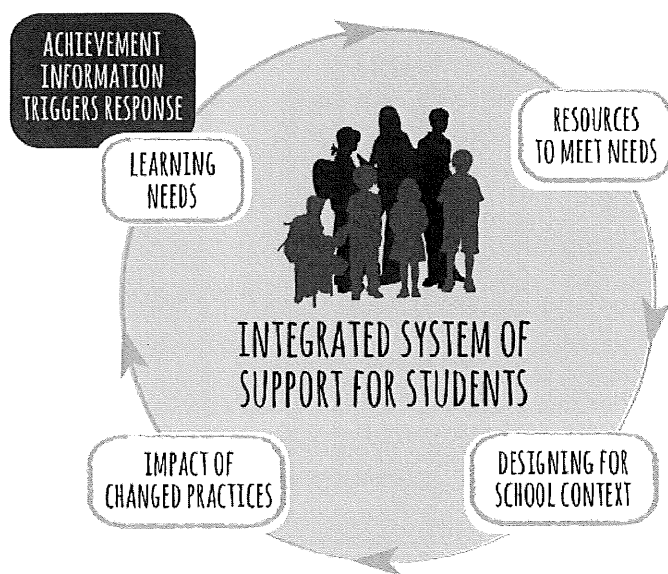 ACHIEVEMENT
INFORMATION
TRIGGERS RESPONSE
LEARNING
NEEDS
RESOURCES
TO MEET NEEDS
INTEGRATED SYSTEM OF
SUPPORT FOR STUDENTS
IMPACT OF
CHANGED PRACTICES
DESIGNING FOR
SCHOOL CONTEXT